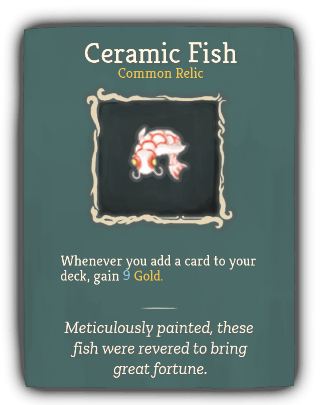 Ceramic Fish
Common Relic
Whenever you add a card to your
deck, gain 9 Gold.
Meticulously painted, these
fish were revered to bring
great fortune.